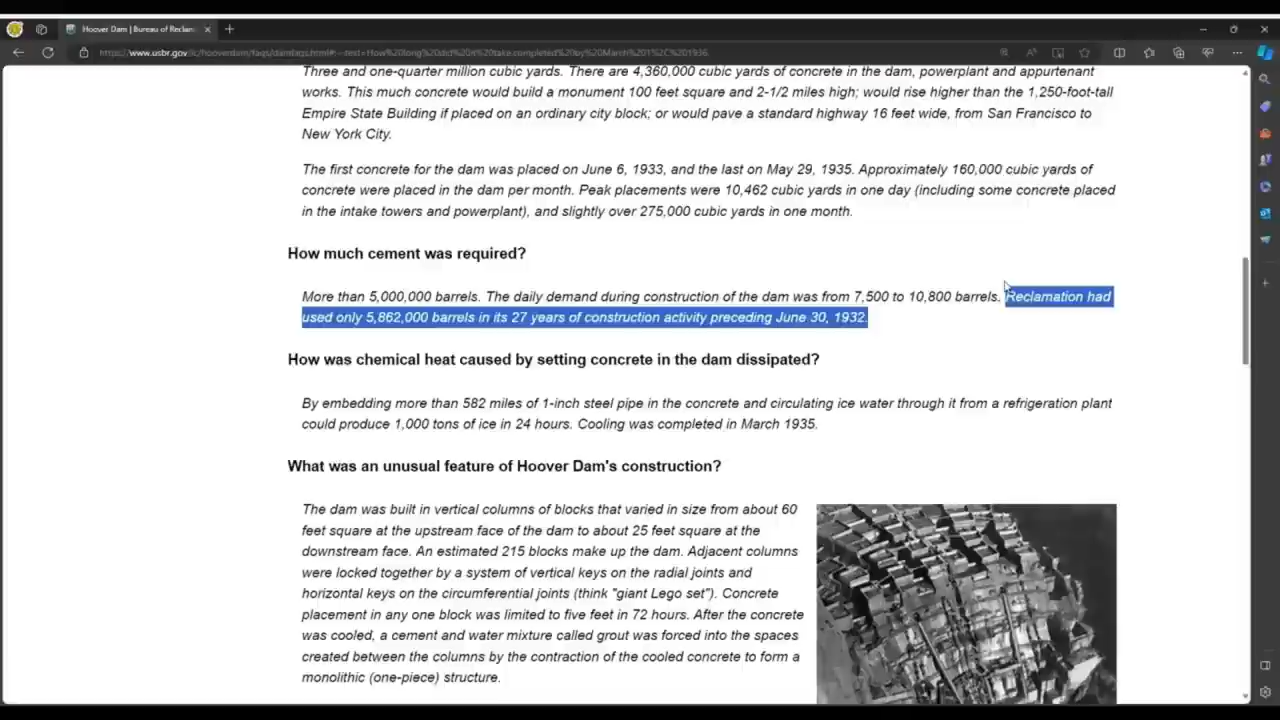 Hoover Dam | Bureau of Reclan
https://www.usbr.gov
Three and one-quarter million cubic yards. There are 4,360,000 cubic yards of concrete in the dam, powerplant and appurtenant
works. This much concrete would build a monument 100 feet square and 2-1/2 miles high; would rise higher than the 1,250-foot-tall
Empire State Building if placed on an ordinary city block; or would pave a standard highway 16 feet wide, from San Francisco to
New York City.
The first concrete for the dam was placed on June 6, 1933, and the last on May 29, 1935. Approximately 160,000 cubic yards of
concrete were placed in the dam per month. Peak placements were 10,462 cubic yards in one day (including some concrete placed
in the intake towers and powerplant), and slightly over 275,000 cubic yards in one month.
How much cement was required?
More than 5,000,000 barrels. The daily demand during construction of the dam was from 7,500 to 10,800 barrels. Reclamation had
used only 5,862,000 barrels in its 27 years of construction activity preceding June 30, 1932.
How was chemical heat caused by setting concrete in the dam dissipated?
By embedding more than 582 miles of 1-inch steel pipe in the concrete and circulating ice water through it from a refrigeration plant
could produce 1,000 tons of ice in 24 hours. Cooling was completed in March 1935.
What was an unusual feature of Hoover Dam's construction?
The dam was built in vertical columns of blocks that varied in size from about 60
feet square at the upstream face of the dam to about 25 feet square at the
downstream face. An estimated 215 blocks make up the dam. Adjacent columns
were locked together by a system of vertical keys on the radial joints and
horizontal keys on the circumferential joints (think "giant Lego set"). Concrete
placement in any one block was limited to five feet in 72 hours. After the concrete
was cooled, a cement and water mixture called grout was forced into the spaces
created between the columns by the contraction of the cooled concrete to form a
monolithic (one-piece) structure.